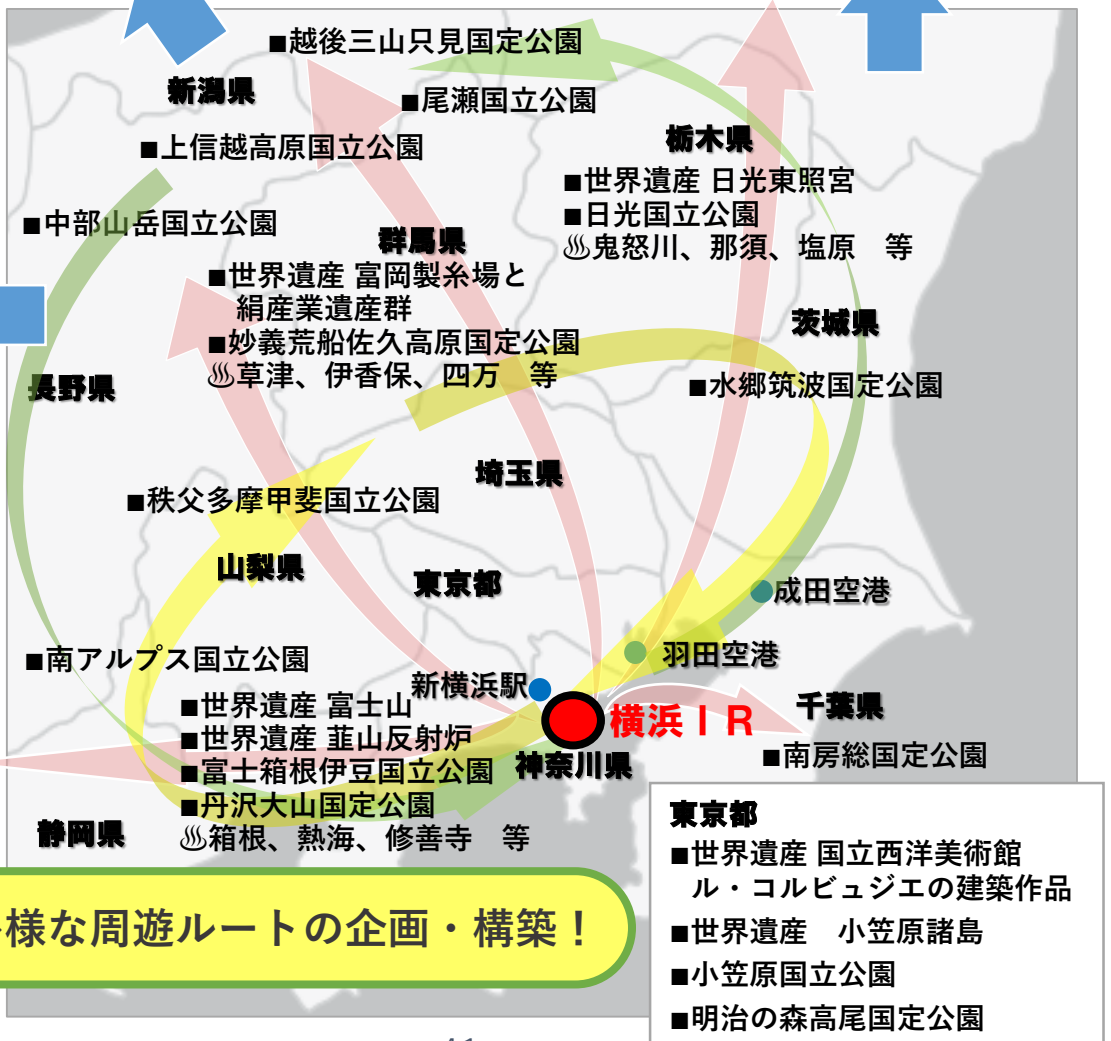 ■越後三山只見国定公園
新潟県
■尾瀬国立公園
■上信越高原国立公園
栃木県
■世界遺産 日光東照宮
■日光国立公園
♨鬼怒川、那須、塩原　等
■中部山岳国立公園
群馬県
■世界遺産 富岡製糸場と
絹産業遺産群
■妙義荒船佐久高原国定公園
♨草津、伊香保、四万　等
茨城県
■水郷筑波国定公園
長野県
埼玉県
■秩父多摩甲斐国立公園
山梨県
東京都
成田空港
羽田空港
■南アルプス国立公園
新横浜駅
横浜ＩＲ
千葉県
■南房総国定公園
■世界遺産 富士山
■世界遺産 韮山反射炉
■富士箱根伊豆国立公園
神奈川県
■丹沢大山国定公園
♨箱根、熱海、修善寺　等
静岡県
様な周遊ルートの企画・構築！
東京都
■世界遺産 国立西洋美術館
ル・コルビュジエの建築作品
■世界遺産　小笠原諸島
■小笠原国立公園
■明治の森高尾国定公園